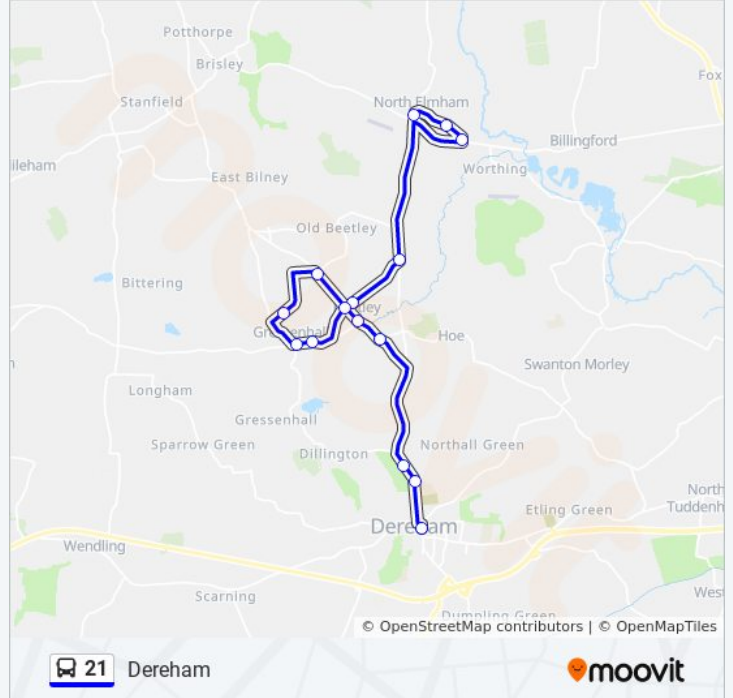 Potthorpe
Brisley
Fox
Stanfield
North Elmham
Billingford
Worthing
East Bilney
Old Beetley
Bittering
Hoe
Swanton Morley
Longham
Gressenhall
Northall Green
Sparrow Green
Dillington
North
Tuddenh
Etling Green
Dereham
Wendling
Scarning
West
Dumpling Green
© OpenStreetMap contributors | © OpenMapTiles
21 Dereham
moovit